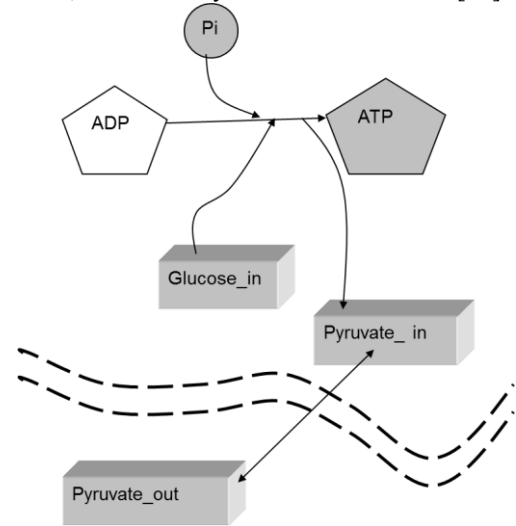 Pi
ADP
ATP
Glucose_in
Pyruvate_ in
Pyruvate_out